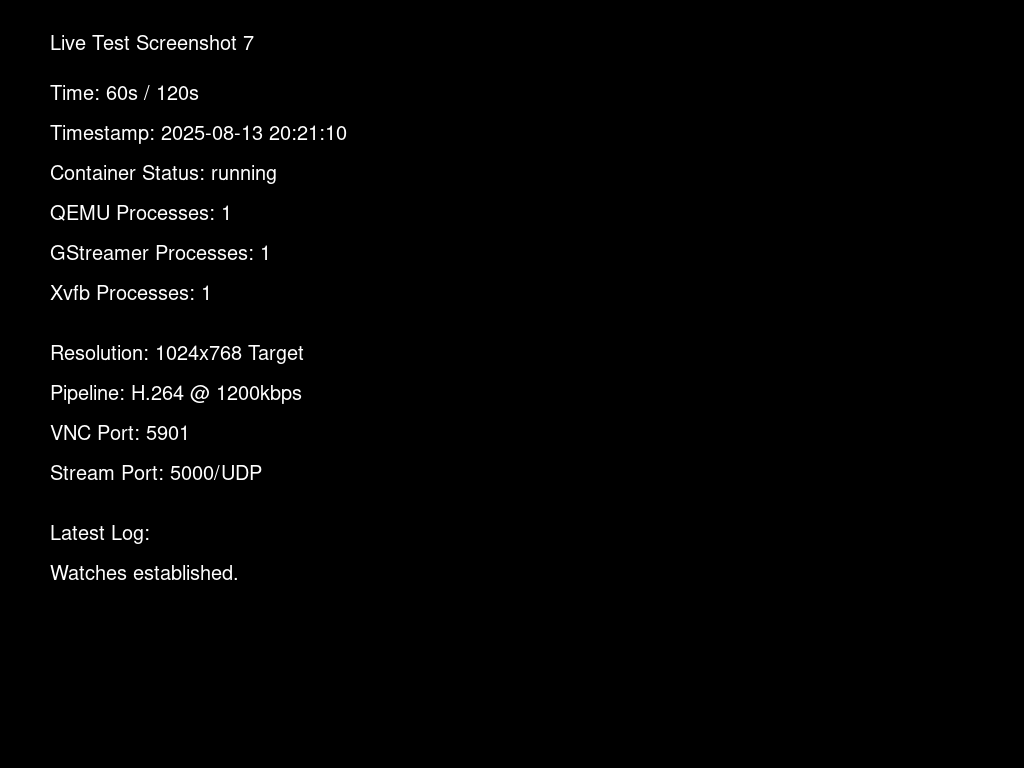 Live Test Screenshot 7
Time: 60s / 120s
Timestamp: 2025-08-13 20:21:10
Container Status: running
QEMU Processes: 1
GStreamer Processes: 1
Xvfb Processes: 1
Resolution: 1024x768 Target
Pipeline: H.264 @ 1200kbps
VNC Port: 5901
Stream Port: 5000/UDP
Latest Log:
Watches established.